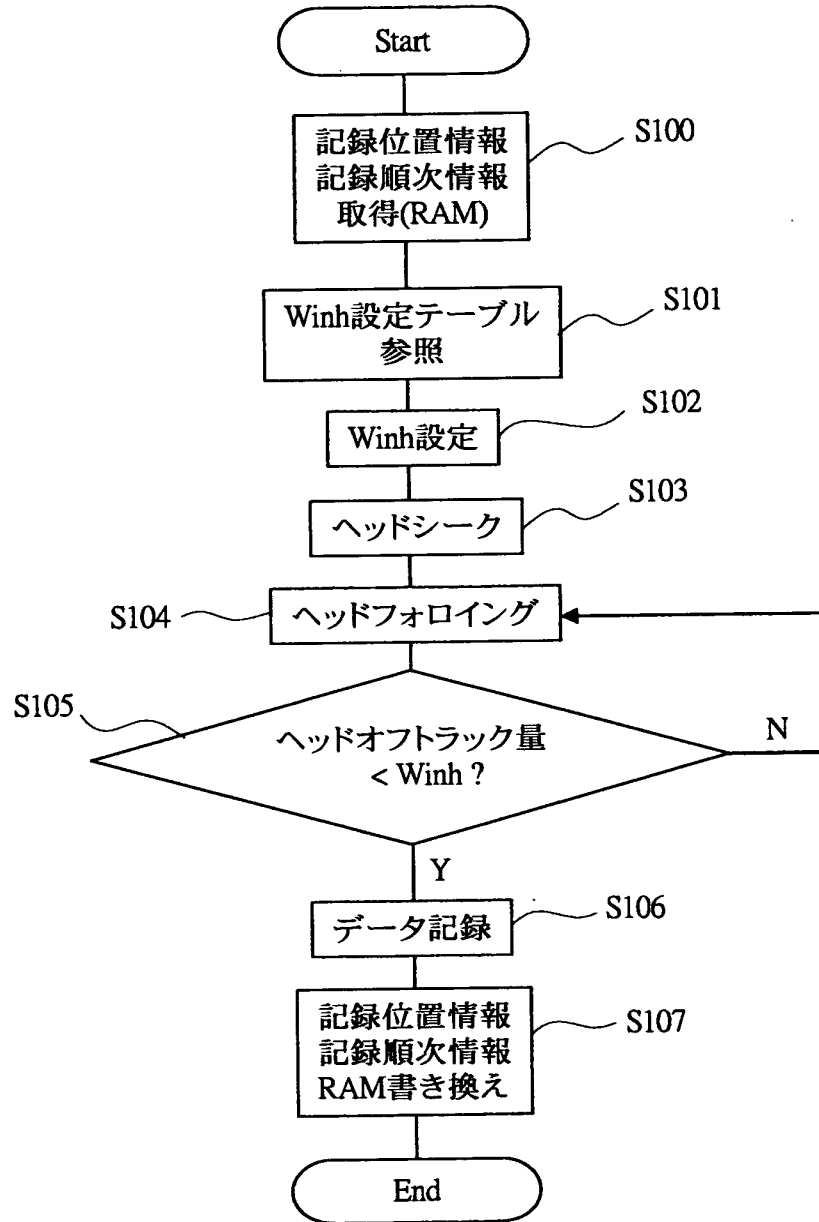 Start
記録位置情報
記録順次情報
取得(RAM)
S100
Winh設定テーブル
参照
S101
Winh設定
S102
ヘッドシーク
S103
S104
ヘッドフォロイング
S105
ヘッドオフトラック量
< Winh ?
N
Y
データ記録
S106
記録位置情報
記録順次情報
RAM書き換え
S107
End